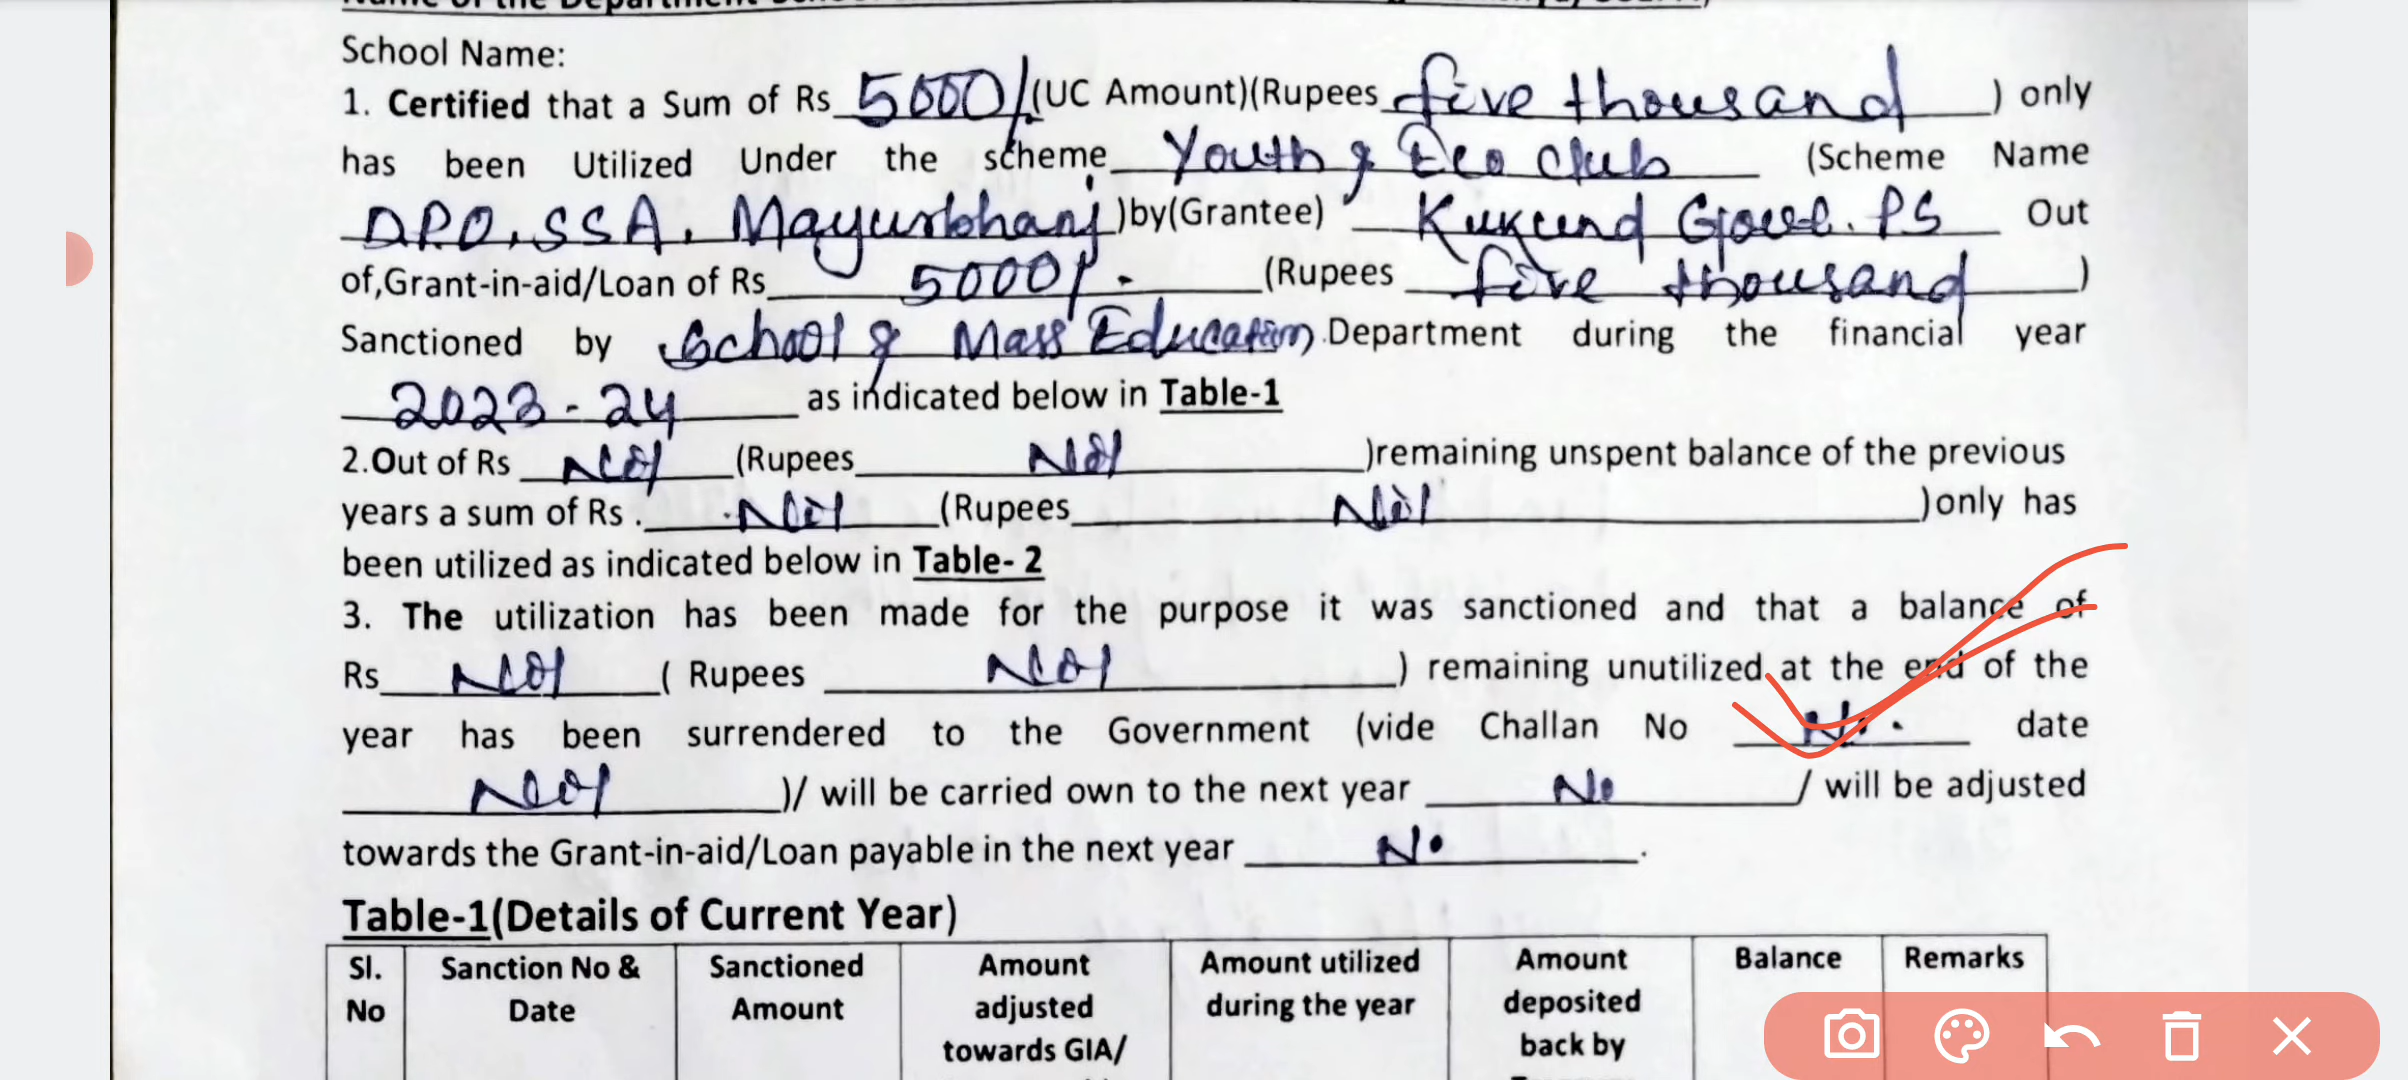 School Name:
1. Certified that a Sum of Rs 5000/- (UC Amount)(Rupees five thousand ) only
has been Utilized Under the scheme Youth & Eco Club (Scheme Name
D.P.O, SSA, Mayurbhanj )by(Grantee) Kukund Govt. PS Out
of,Grant-in-aid/Loan of Rs 5000/- (Rupees five thousand )
Sanctioned by School & Mass Education Department during the financial year
2023-24 as indicated below in Table-1
2.Out of Rs Nil (Rupees Nil )remaining unspent balance of the previous
years a sum of Rs . Nil (Rupees Nil )only has
been utilized as indicated below in Table- 2
3. The utilization has been made for the purpose it was sanctioned and that a balance of
Rs Nil ( Rupees Nil ) remaining unutilized at the end of the
year has been surrendered to the Government (vide Challan No No date
Nil )/ will be carried own to the next year No / will be adjusted
towards the Grant-in-aid/Loan payable in the next year No .
Table-1(Details of Current Year)
Sl. No Sanction No & Date Sanctioned Amount Amount adjusted towards GIA/ Amount utilized during the year Amount deposited back by Balance Remarks